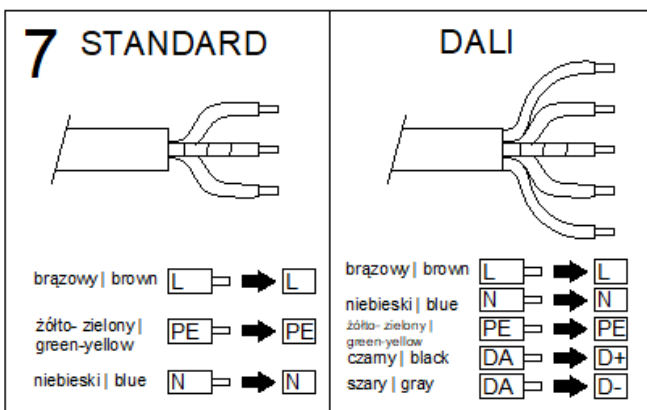 7 STANDARD
brązowy | brown L L
żółto- zielony |
green-yellow PE PE
niebieski | blue N N
DALI
brązowy | brown L L
niebieski | blue N N
żółto- zielony |
green-yellow PE PE
czarny | black DA D+
szary | gray DA D-